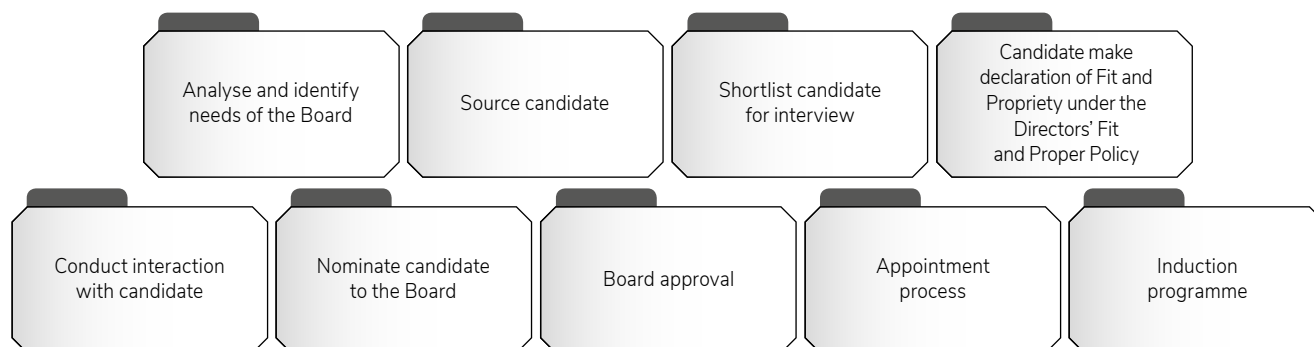 Analyse and identify
needs of the Board
Source candidate
Shortlist candidate
for interview
Candidate make
declaration of Fit and
Propriety under the
Directors’ Fit
and Proper Policy
Conduct interaction
with candidate
Nominate candidate
to the Board
Board approval
Appointment
process
Induction
programme